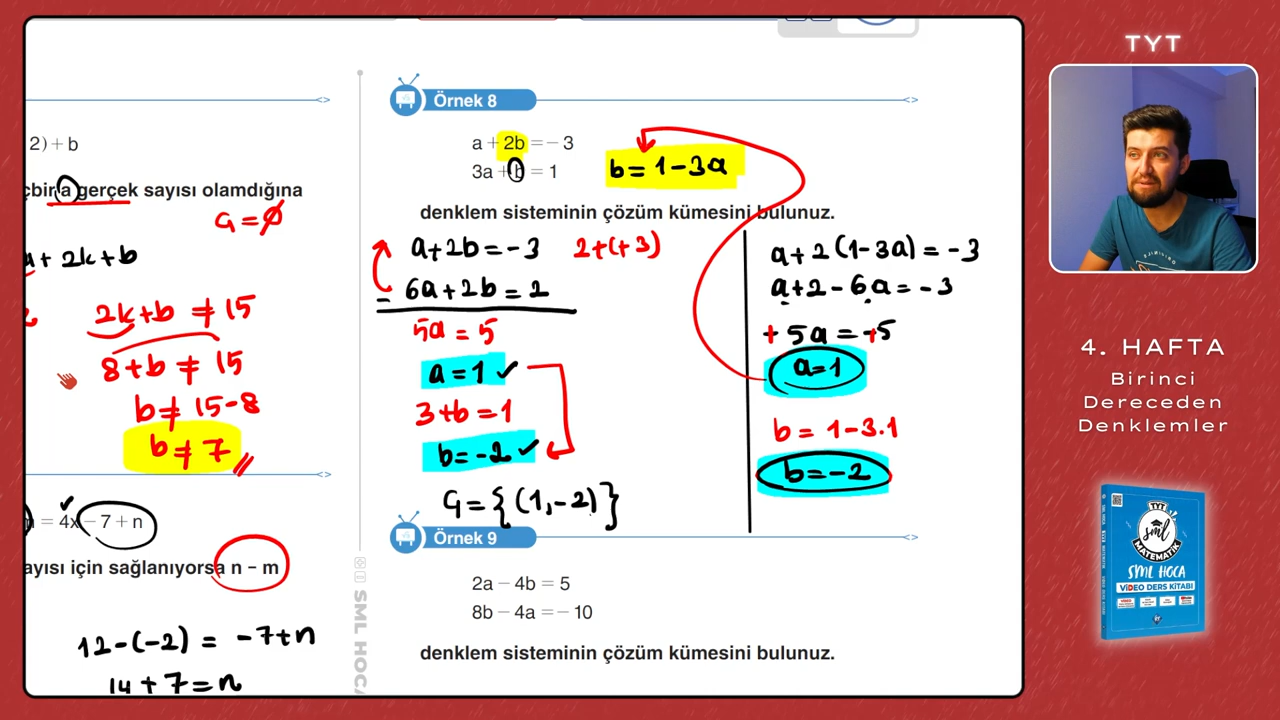 2) + b
çbir a gerçek sayısı olamdığına
Ç = ∅
+ 2k + b
2k + b ≠ 15
8 + b ≠ 15
b ≠ 15 - 8
b ≠ 7 //
= 4x - 7 + n
ayısı için sağlanıyorsa n - m
12 - (-2) = -7 + n
14 + 7 = n
SML HOCA
Örnek 8
a + 2b = - 3
3a + b = 1
b = 1 - 3a
denklem sisteminin çözüm kümesini bulunuz.
a + 2b = -3
2 + (+3)
- 6a + 2b = 2
5a = 5
a = 1 ✓
3 + b = 1
b = -2 ✓
Ç = {(1, -2)}
a + 2(1 - 3a) = -3
a + 2 - 6a = -3
+ 5a = +5
a = 1
b = 1 - 3.1
b = -2
Örnek 9
2a - 4b = 5
8b - 4a = - 10
denklem sisteminin çözüm kümesini bulunuz.
TYT
4. HAFTA
Birinci
Dereceden
Denklemler
TYT
sml
MATEMATİK
SML HOCA
VİDEO DERS KİTABI